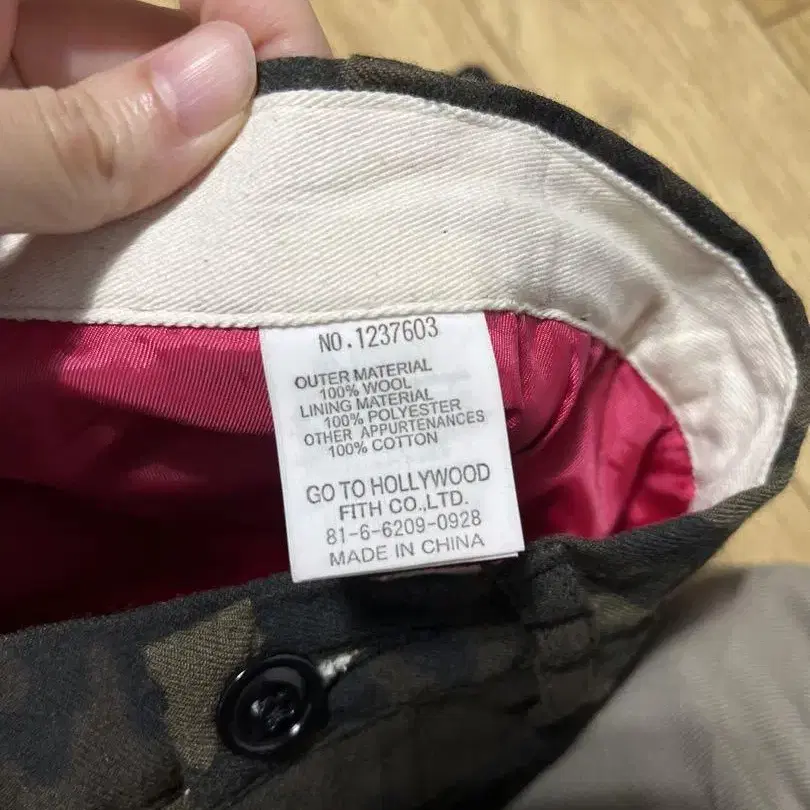 NO.1237603
OUTER MATERIAL
100% WOOL
LINING MATERIAL
100% POLYESTER
OTHER APPURTENANCES
100% COTTON
GO TO HOLLYWOOD
FITH CO.,LTD.
81-6-6209-0928
MADE IN CHINA